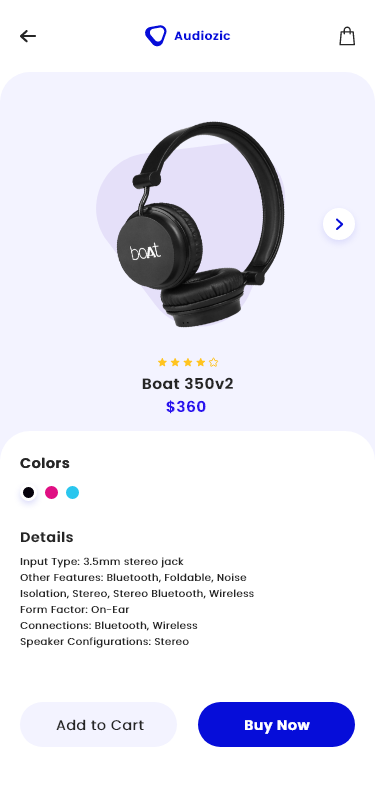 Audiozic
boAt
Boat 350v2
$360
Colors
Details
Input Type: 3.5mm stereo jack
Other Features: Bluetooth, Foldable, Noise
Isolation, Stereo, Stereo Bluetooth, Wireless
Form Factor: On-Ear
Connections: Bluetooth, Wireless
Speaker Configurations: Stereo
Add to Cart
Buy Now